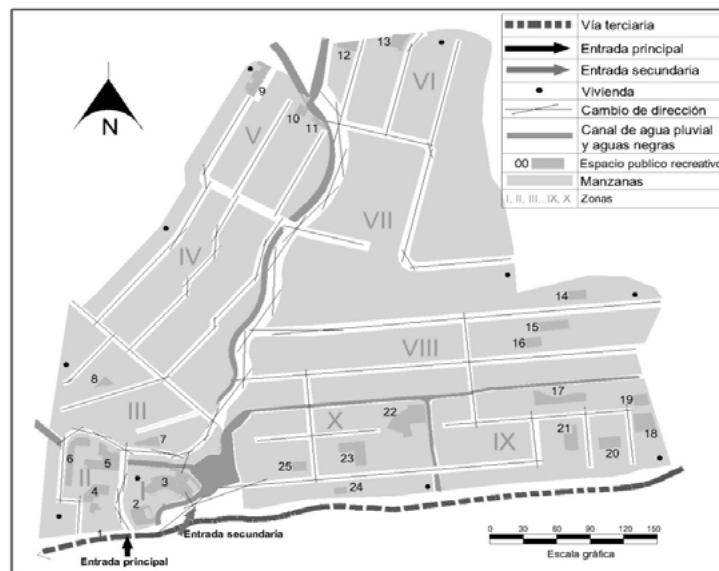 Vía terciaria
Entrada principal
Entrada secundaria
Vivienda
Cambio de dirección
Canal de agua pluvial
y aguas negras
00 Espacio publico recreativo
Manzanas
I, II, III...IX, X Zonas
N
12
13
VI
9
10
V
11
VII
IV
14
15
16
VIII
8
III
17
22
X
19
18
IX
21
20
7
6
5
II
4
3
I
2
25
23
24
1
Entrada secundaria
Entrada principal
0 30 60 90 120 150
Escala gráfica